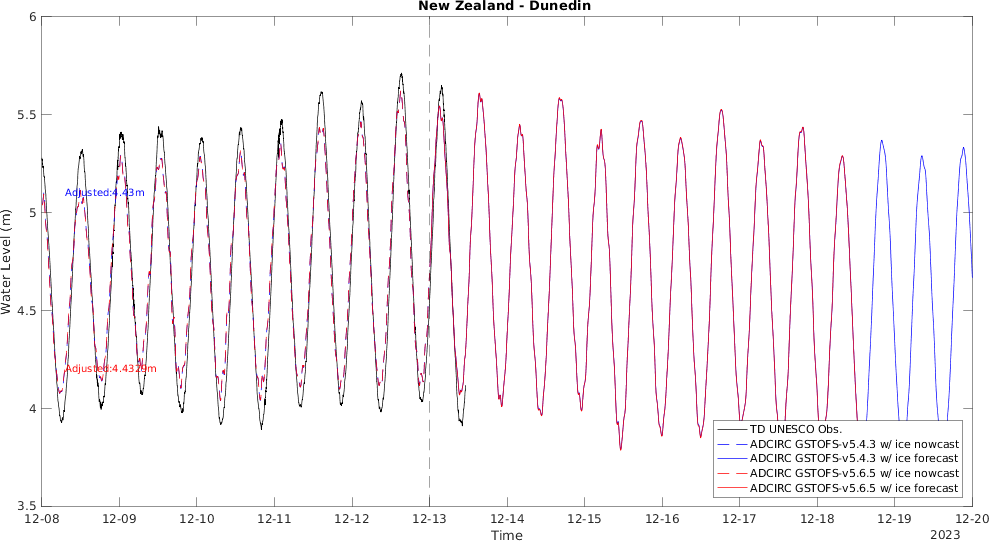 New Zealand - Dunedin
6
5.5
5
4.5
4
3.5
Water Level (m)
Adjusted:4.43m
Adjusted:4.4329m
TD UNESCO Obs.
ADCIRC GSTOFS-v5.4.3 w/ ice nowcast
ADCIRC GSTOFS-v5.4.3 w/ ice forecast
ADCIRC GSTOFS-v5.6.5 w/ ice nowcast
ADCIRC GSTOFS-v5.6.5 w/ ice forecast
12-08 12-09 12-10 12-11 12-12 12-13 12-14 12-15 12-16 12-17 12-18 12-19 12-20
Time
2023